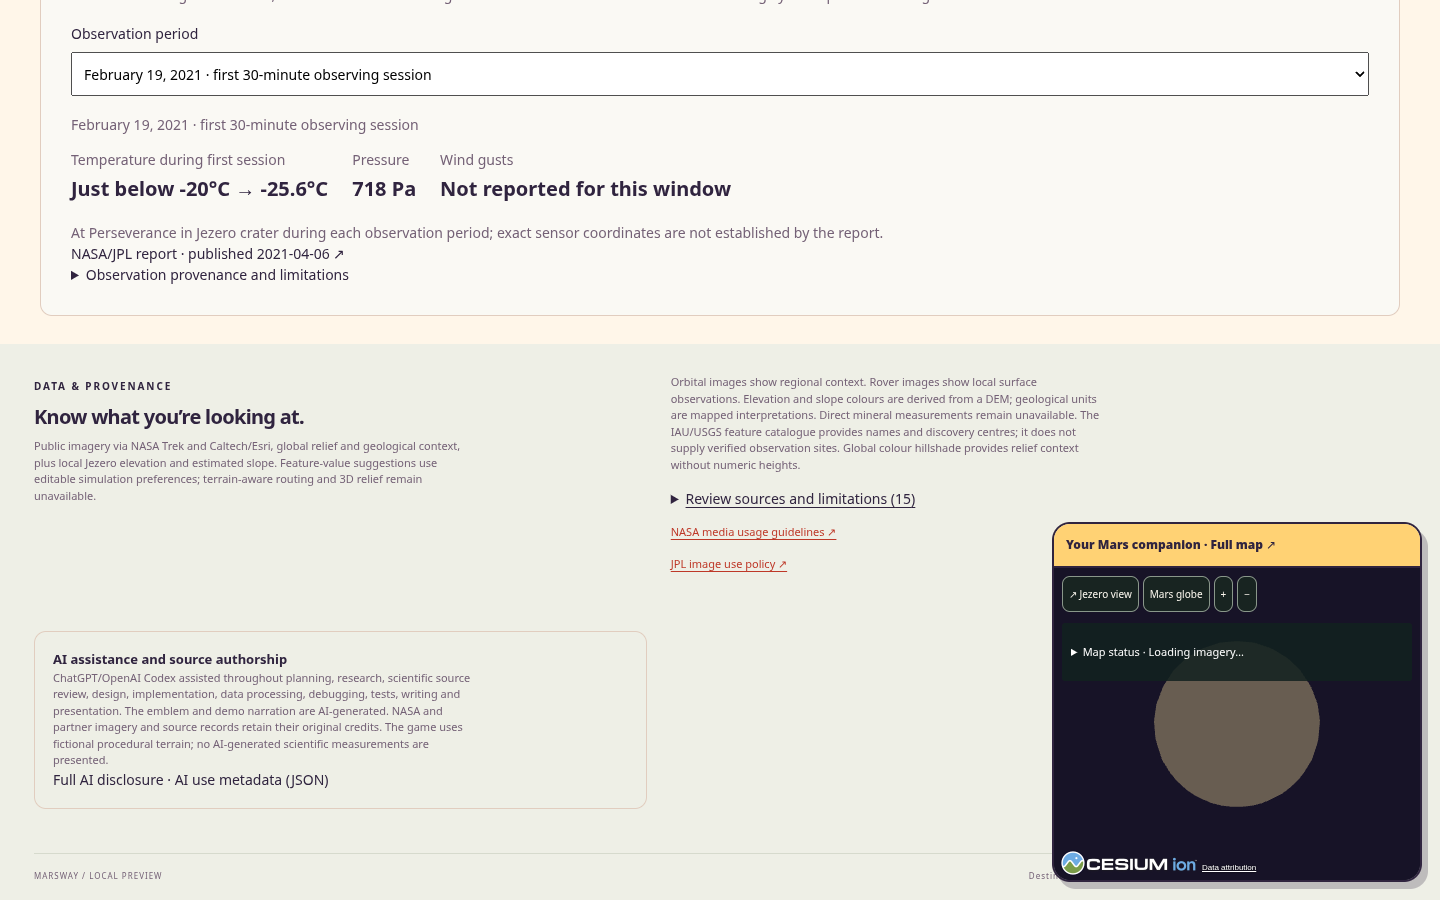 Observation period
February 19, 2021 · first 30-minute observing session
February 19, 2021 · first 30-minute observing session
Temperature during first session
Just below -20°C → -25.6°C
Pressure
718 Pa
Wind gusts
Not reported for this window
At Perseverance in Jezero crater during each observation period; exact sensor coordinates are not established by the report.
NASA/JPL report · published 2021-04-06 ↗
▶ Observation provenance and limitations
DATA & PROVENANCE
Know what you’re looking at.
Public imagery via NASA Trek and Caltech/Esri, global relief and geological context,
plus local Jezero elevation and estimated slope. Feature-value suggestions use
editable simulation preferences; terrain-aware routing and 3D relief remain
unavailable.
Orbital images show regional context. Rover images show local surface
observations. Elevation and slope colours are derived from a DEM; geological units
are mapped interpretations. Direct mineral measurements remain unavailable. The
IAU/USGS feature catalogue provides names and discovery centres; it does not
supply verified observation sites. Global colour hillshade provides relief context
without numeric heights.
▶ Review sources and limitations (15)
NASA media usage guidelines ↗
JPL image use policy ↗
AI assistance and source authorship
ChatGPT/OpenAI Codex assisted throughout planning, research, scientific source
review, design, implementation, data processing, debugging, tests, writing and
presentation. The emblem and demo narration are AI-generated. NASA and
partner imagery and source records retain their original credits. The game uses
fictional procedural terrain; no AI-generated scientific measurements are
presented.
Full AI disclosure · AI use metadata (JSON)
Your Mars companion · Full map ↗
↗ Jezero view
Mars globe
+
−
▶ Map status · Loading imagery…
CESIUM ion
Data attribution
MARSWAY / LOCAL PREVIEW